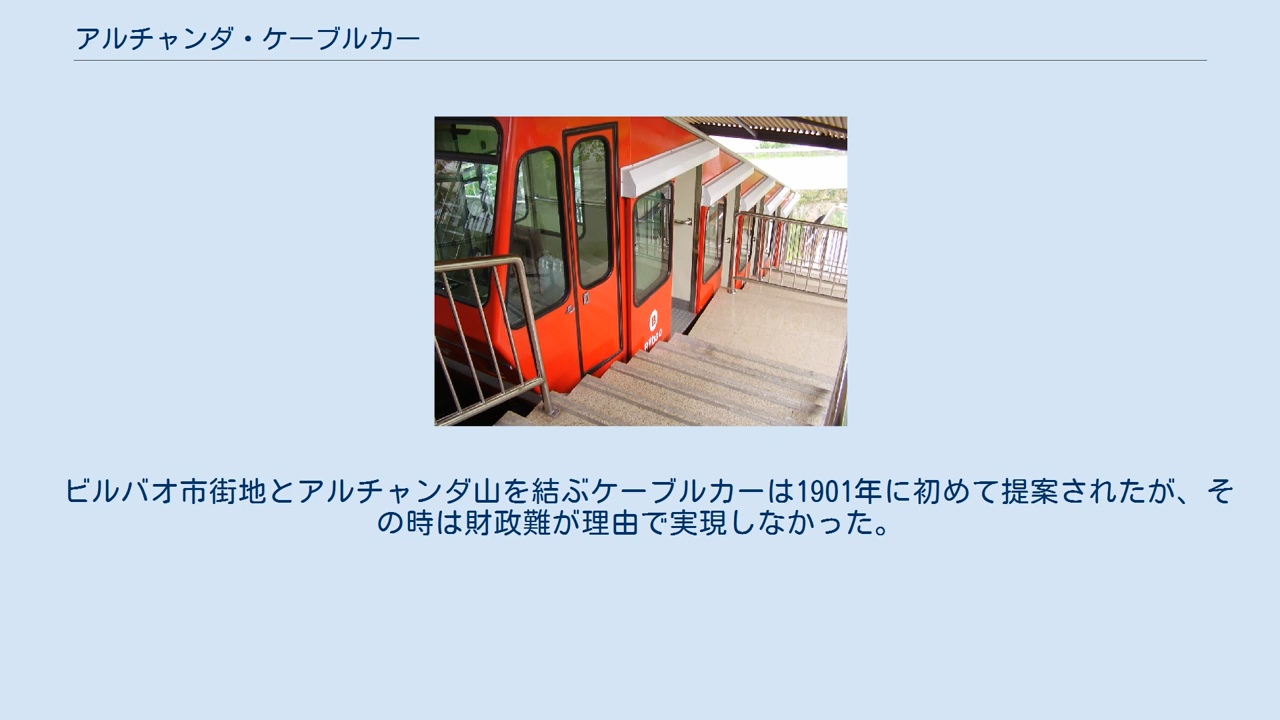 アルチャンダ・ケーブルカー
ビルバオ市街地とアルチャンダ山を結ぶケーブルカーは1901年に初めて提案されたが、そ
の時は財政難が理由で実現しなかった。